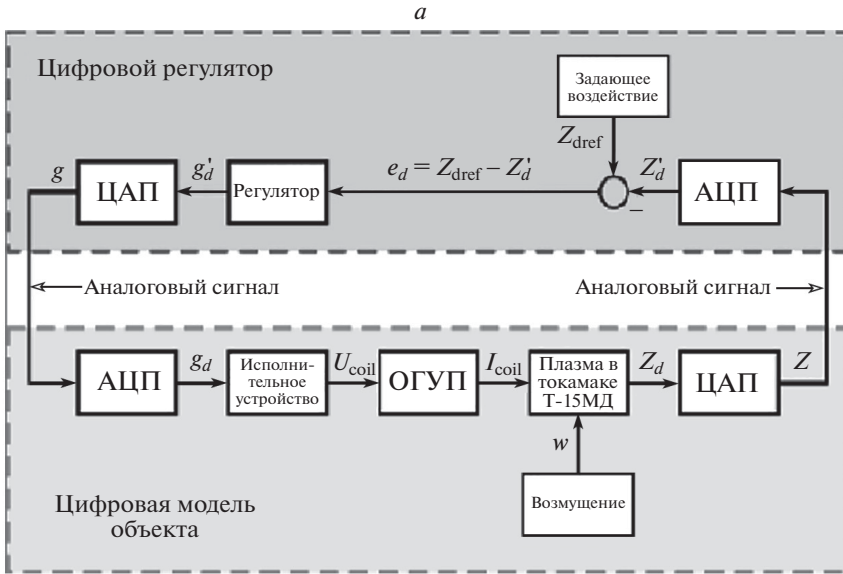 а
Цифровой регулятор
Задающее
воздействие
Z_dref
g
ЦАП
g'_d
Регулятор
e_d = Z_dref – Z'_d
Z'_d
АЦП
–
Аналоговый сигнал
Аналоговый сигнал
АЦП
g_d
Исполни-
тельное
устройство
U_coil
ОГУП
I_coil
Плазма в
токамаке
Т-15МД
Z_d
ЦАП
Z
w
Возмущение
Цифровая модель
объекта